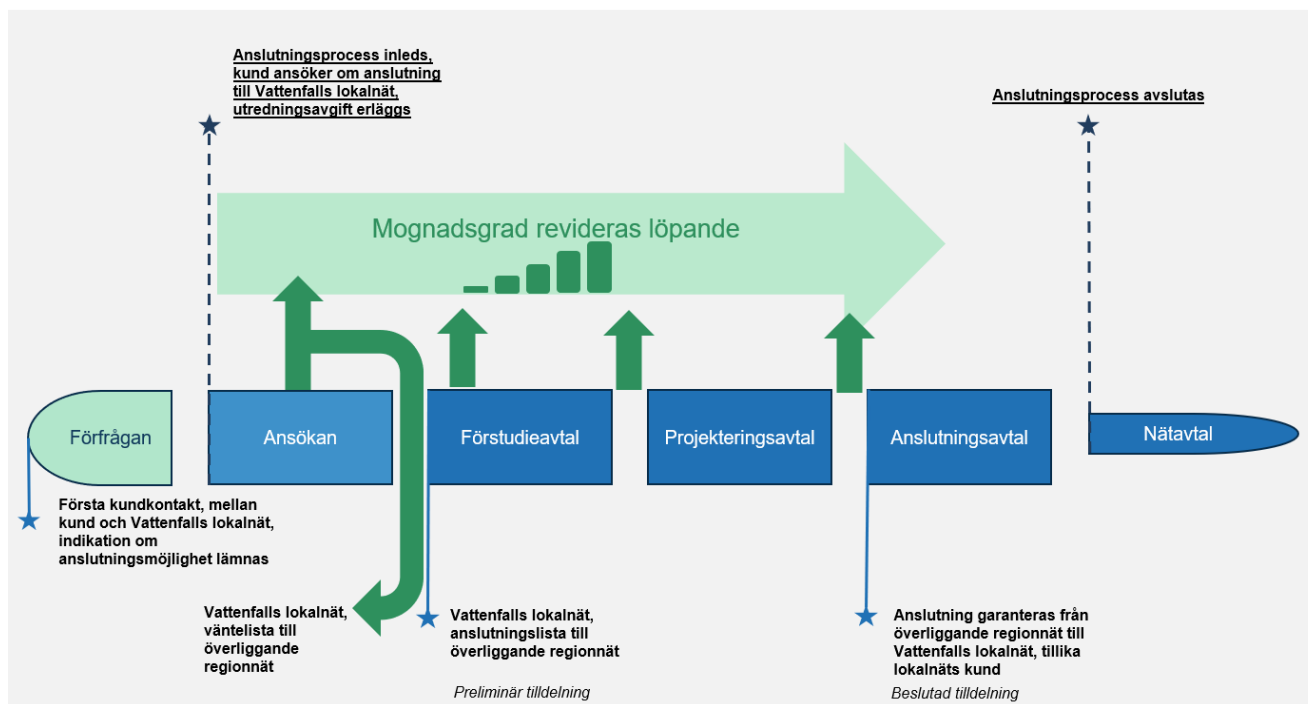 Anslutningsprocess inleds,
kund ansöker om anslutning
till Vattenfalls lokalnät,
utredningsavgift erläggs
Anslutningsprocess avslutas
Mognadsgrad revideras löpande
Förfrågan
Ansökan
Förstudieavtal
Projekteringsavtal
Anslutningsavtal
Nätavtal
Första kundkontakt, mellan
kund och Vattenfalls lokalnät,
indikation om
anslutningsmöjlighet lämnas
Vattenfalls lokalnät,
väntelista till
överliggande
regionnät
Vattenfalls lokalnät,
anslutningslista till
överliggande regionnät
Preliminär tilldelning
Anslutning garanteras från
överliggande regionnät till
Vattenfalls lokalnät, tillika
lokalnäts kund
Beslutad tilldelning